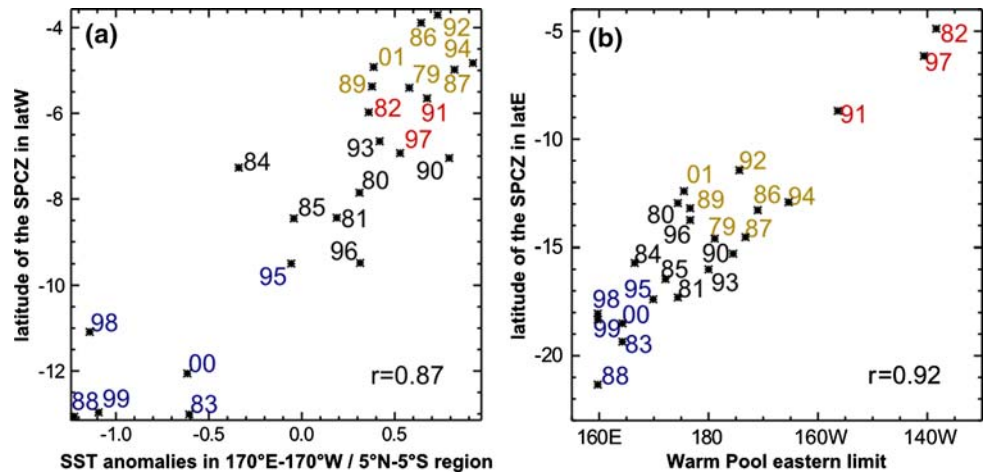 (a)
latitude of the SPCZ in latW
-4
-6
-8
-10
-12
86 92
94
01
89 79 87
82 91
97
93 90
84
80
85 81
96
95
98
00
88 99 83
r=0.87
-1.0 -0.5 0.0 0.5
SST anomalies in 170°E-170°W / 5°N-5°S region
(b)
latitude of the SPCZ in latE
-5
-10
-15
-20
82
97
91
92
01 86 94
89
80
96 79 87
84 90
85 93
95 81
98 00
99 83
88
r=0.92
160E 180 160W 140W
Warm Pool eastern limit